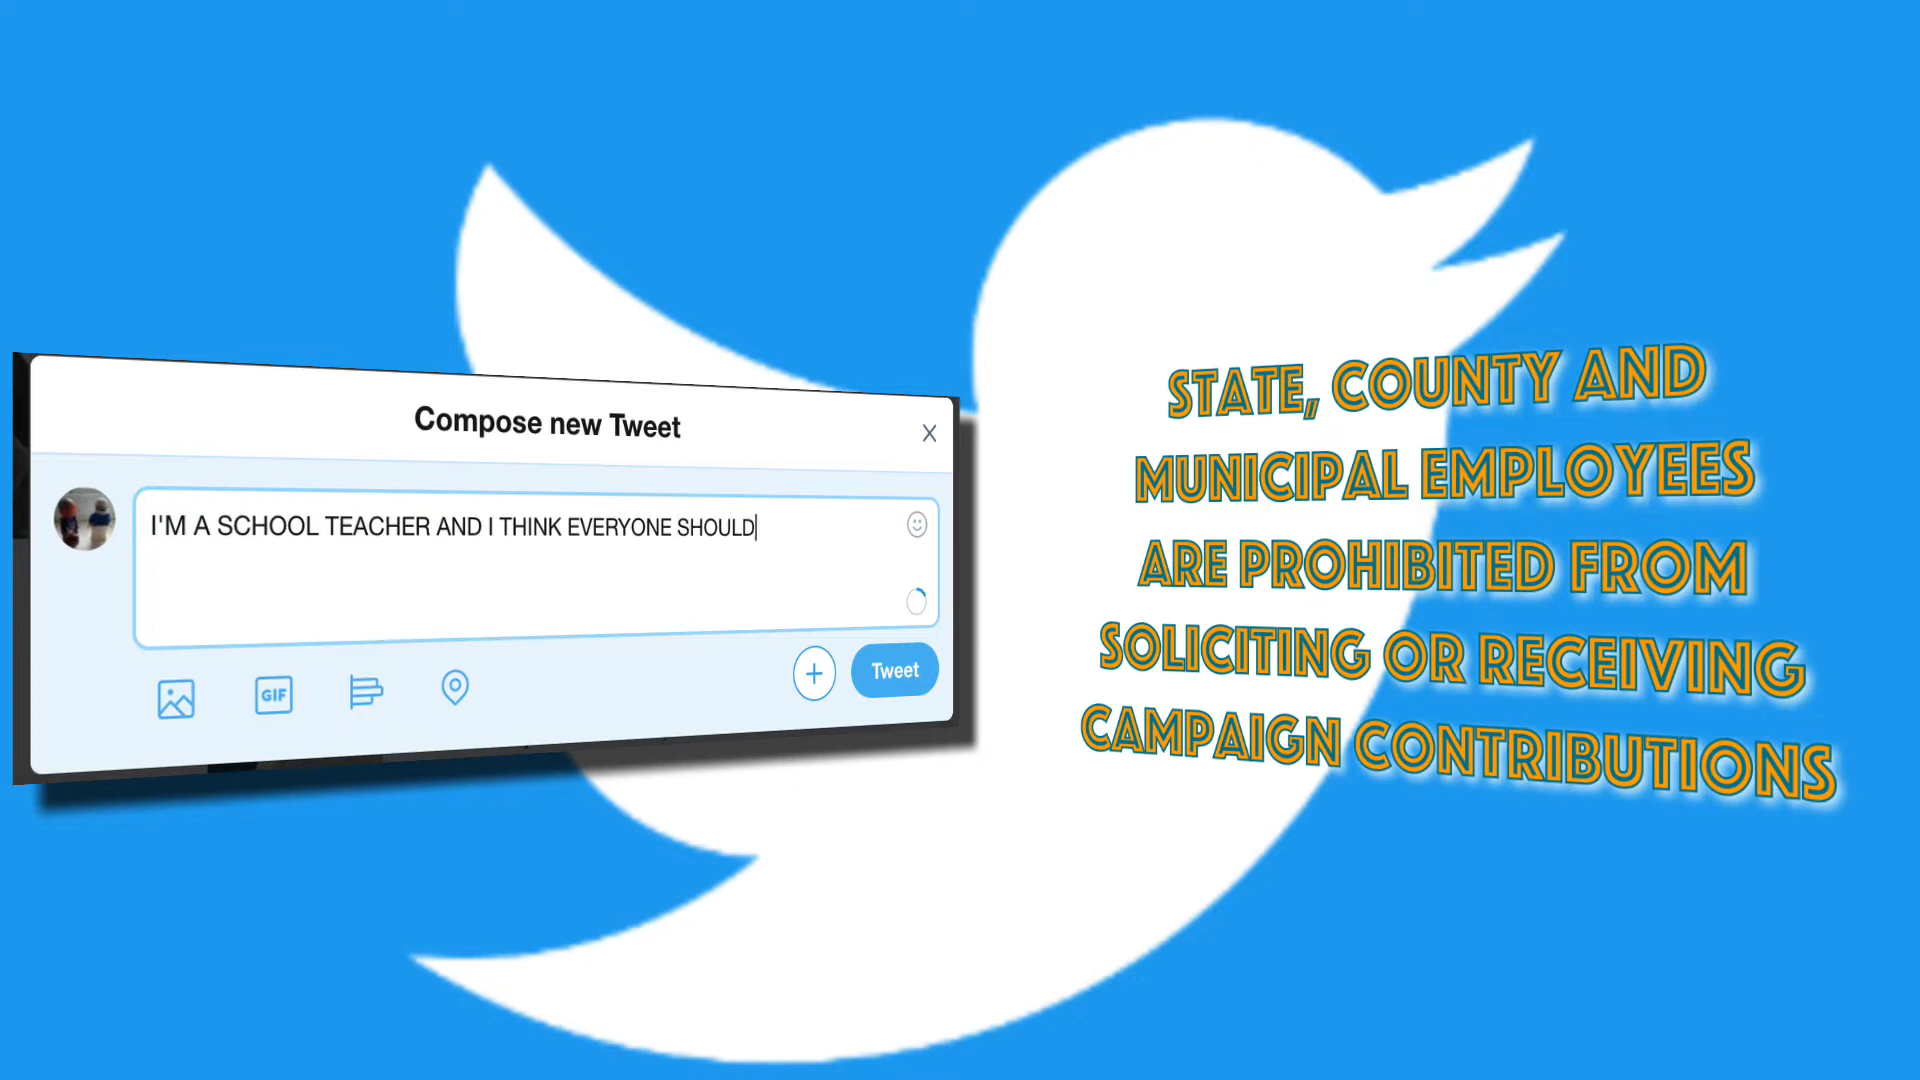 Compose new Tweet
I'M A SCHOOL TEACHER AND I THINK EVERYONE SHOULD
GIF
Tweet
STATE, COUNTY AND
MUNICIPAL EMPLOYEES
ARE PROHIBITED FROM
SOLICITING OR RECEIVING
CAMPAIGN CONTRIBUTIONS